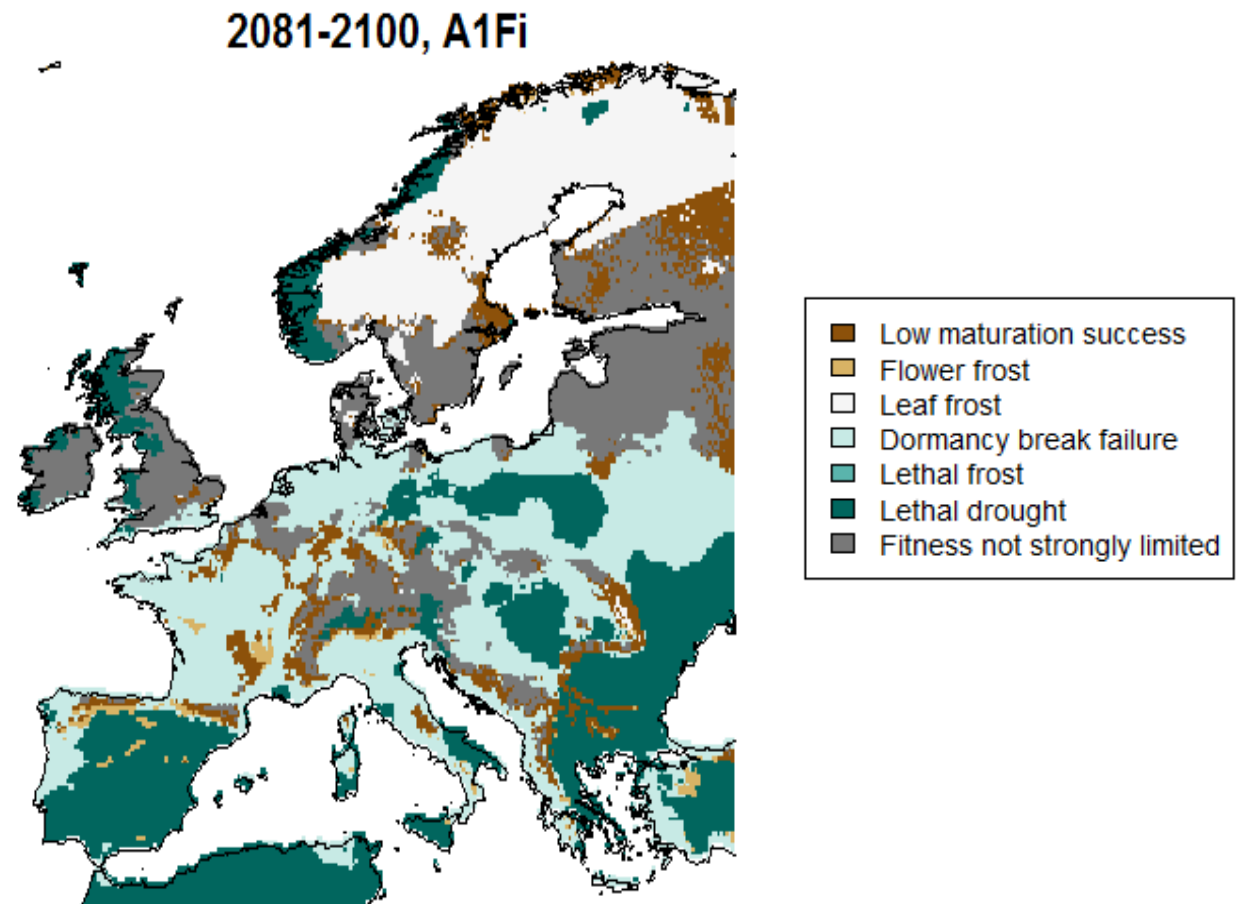 2081-2100, A1Fi
Low maturation success
Flower frost
Leaf frost
Dormancy break failure
Lethal frost
Lethal drought
Fitness not strongly limited